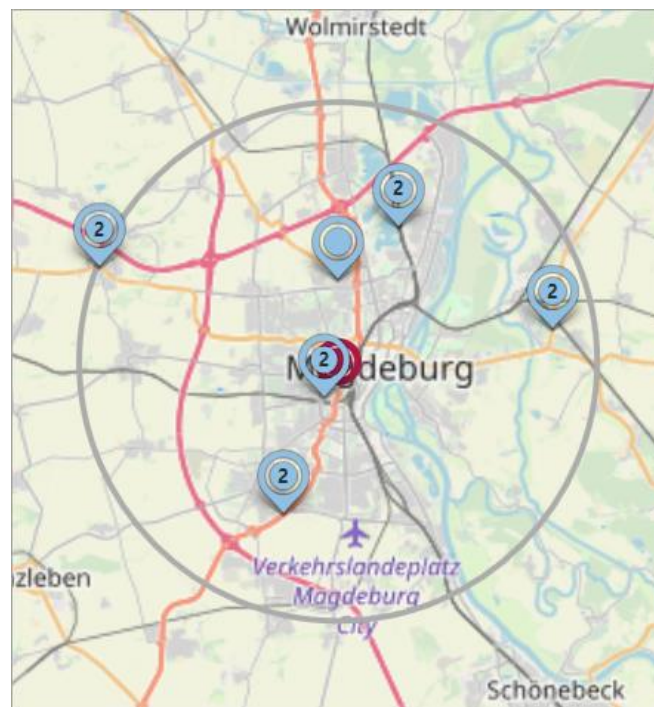 Wolmirstedt
2
2
2
2
Magdeburg
2
Verkehrslandeplatz
Magdeburg
City
zleben
Schönebeck